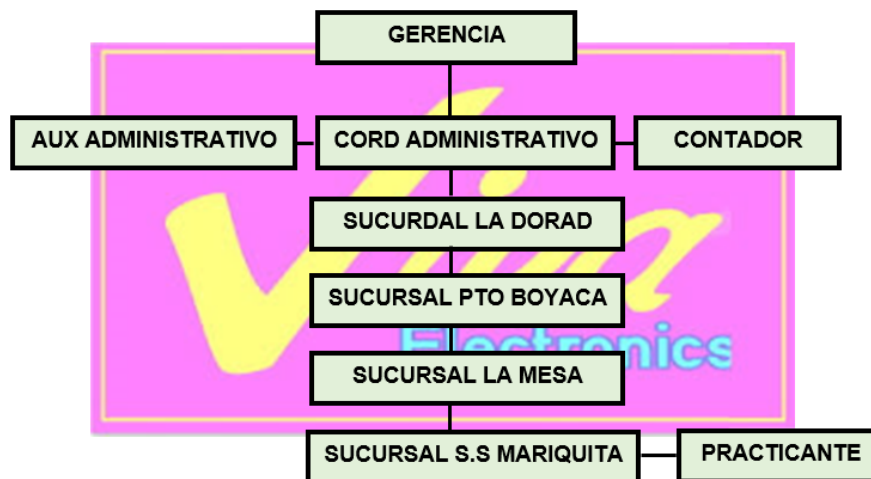 GERENCIA
AUX ADMINISTRATIVO
CORD ADMINISTRATIVO
CONTADOR
SUCURDAL LA DORAD
SUCURSAL PTO BOYACA
Electronics
SUCURSAL LA MESA
SUCURSAL S.S MARIQUITA
PRACTICANTE